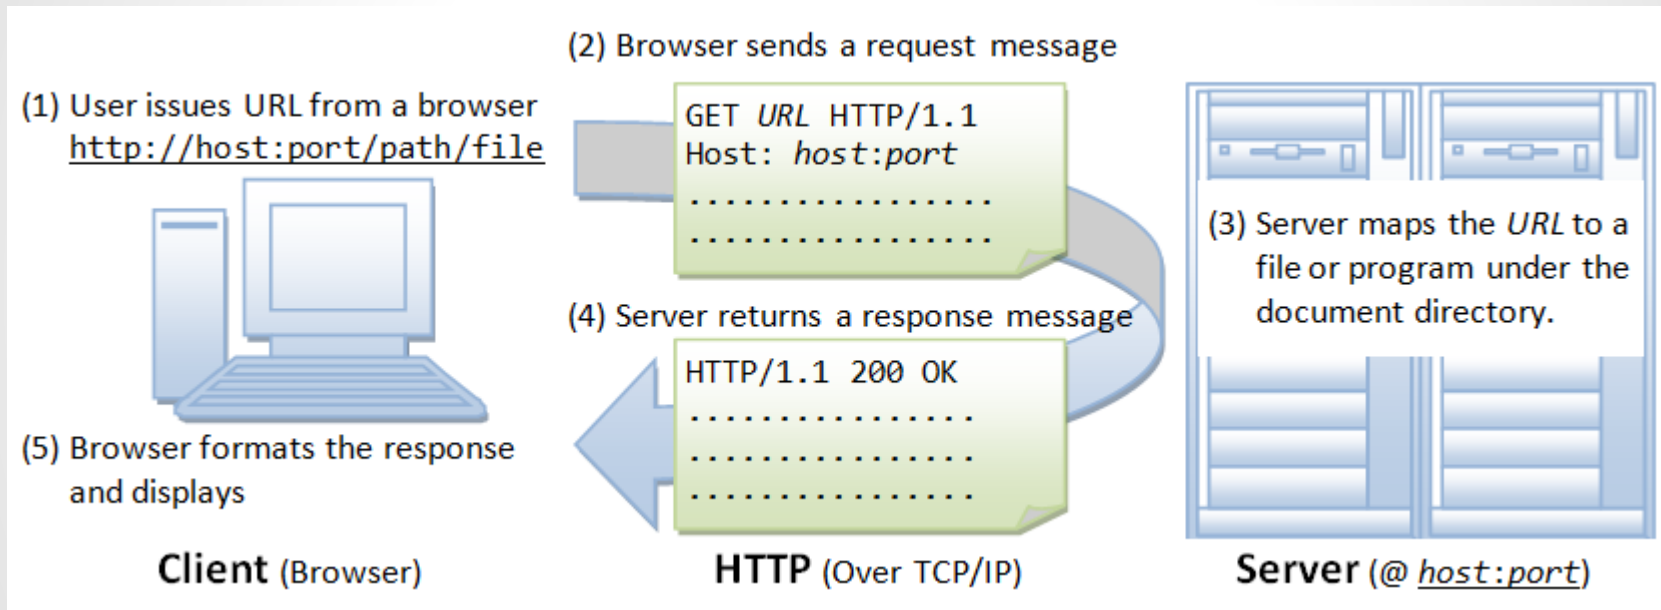 (1) User issues URL from a browser
http://host:port/path/file
(2) Browser sends a request message
GET URL HTTP/1.1
Host: host:port
..................
..................
(3) Server maps the URL to a
file or program under the
document directory.
(4) Server returns a response message
HTTP/1.1 200 OK
................
................
................
(5) Browser formats the response
and displays
Client (Browser)
HTTP (Over TCP/IP)
Server (@ host:port)